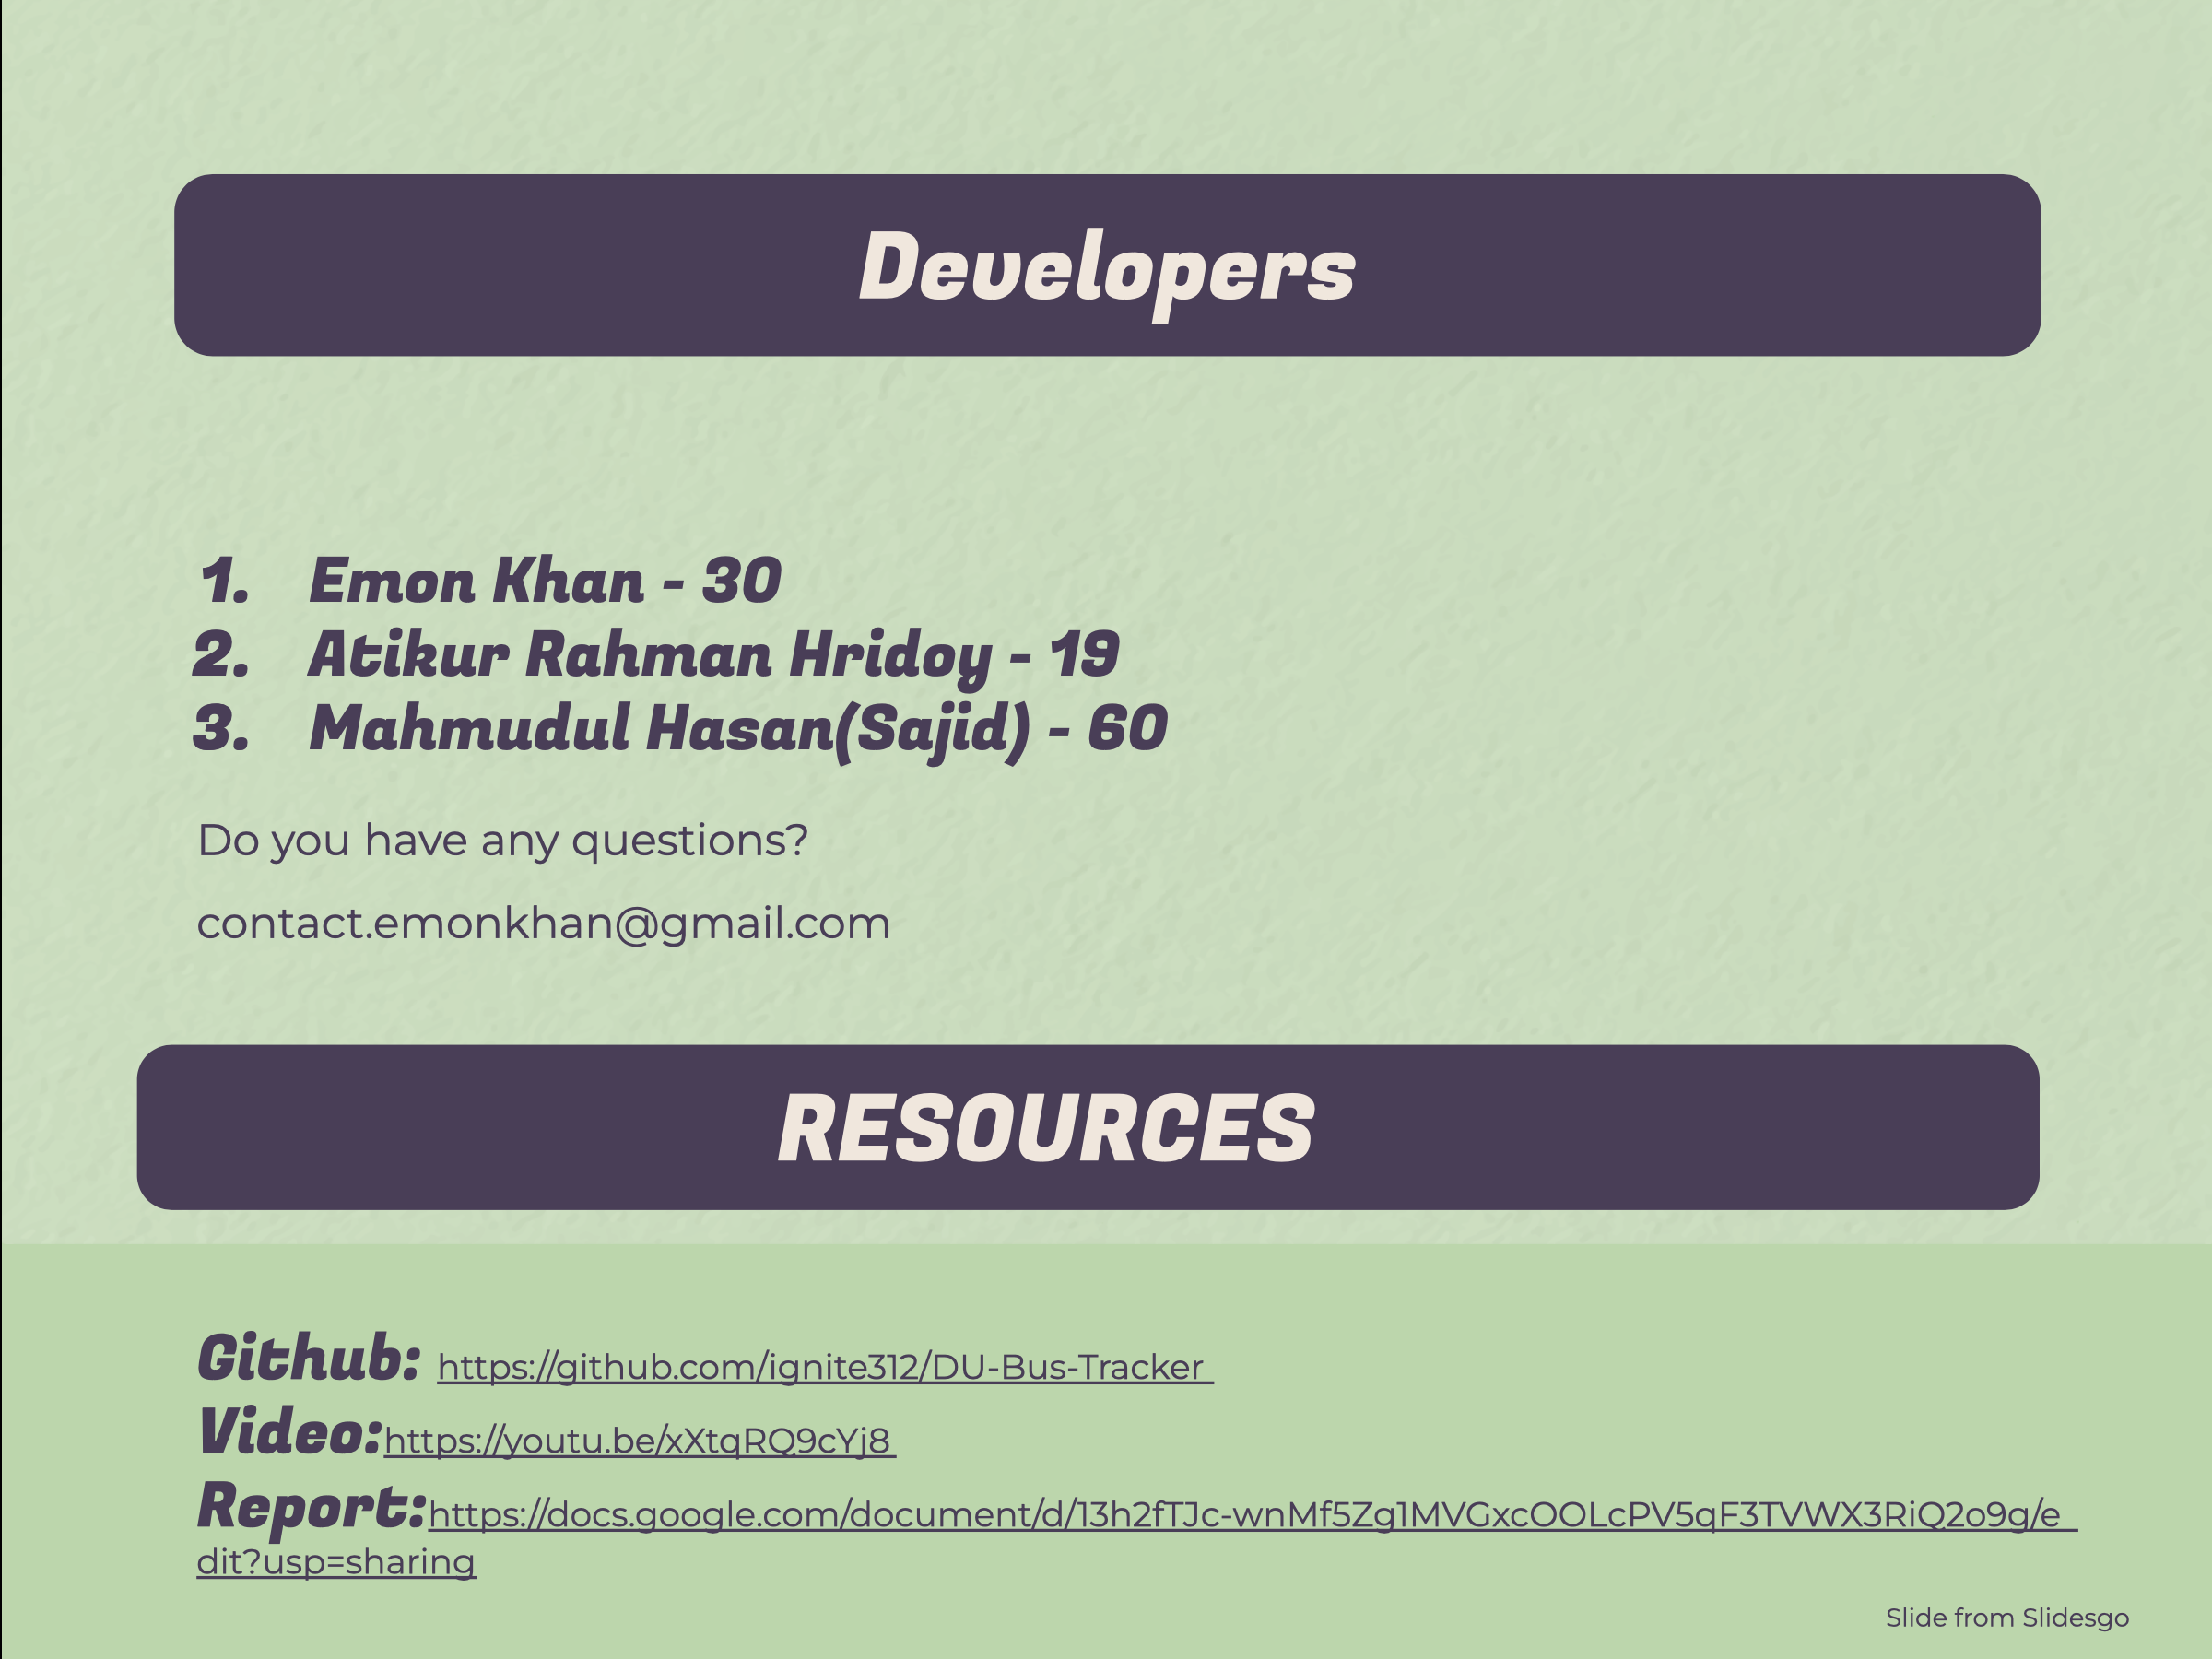 Developers
1. Emon Khan - 30
2. Atikur Rahman Hridoy - 19
3. Mahmudul Hasan(Sajid) - 60
Do you have any questions?
contact.emonkhan@gmail.com
RESOURCES
Github: https://github.com/ignite312/DU-Bus-Tracker
Video:https://youtu.be/xXtqRQ9cYj8
Report:https://docs.google.com/document/d/13h2fTJc-wnMf5Zg1MVGxcOOLcPV5qF3TVWX3RiQ2o9g/e
dit?usp=sharing
Slide from Slidesgo